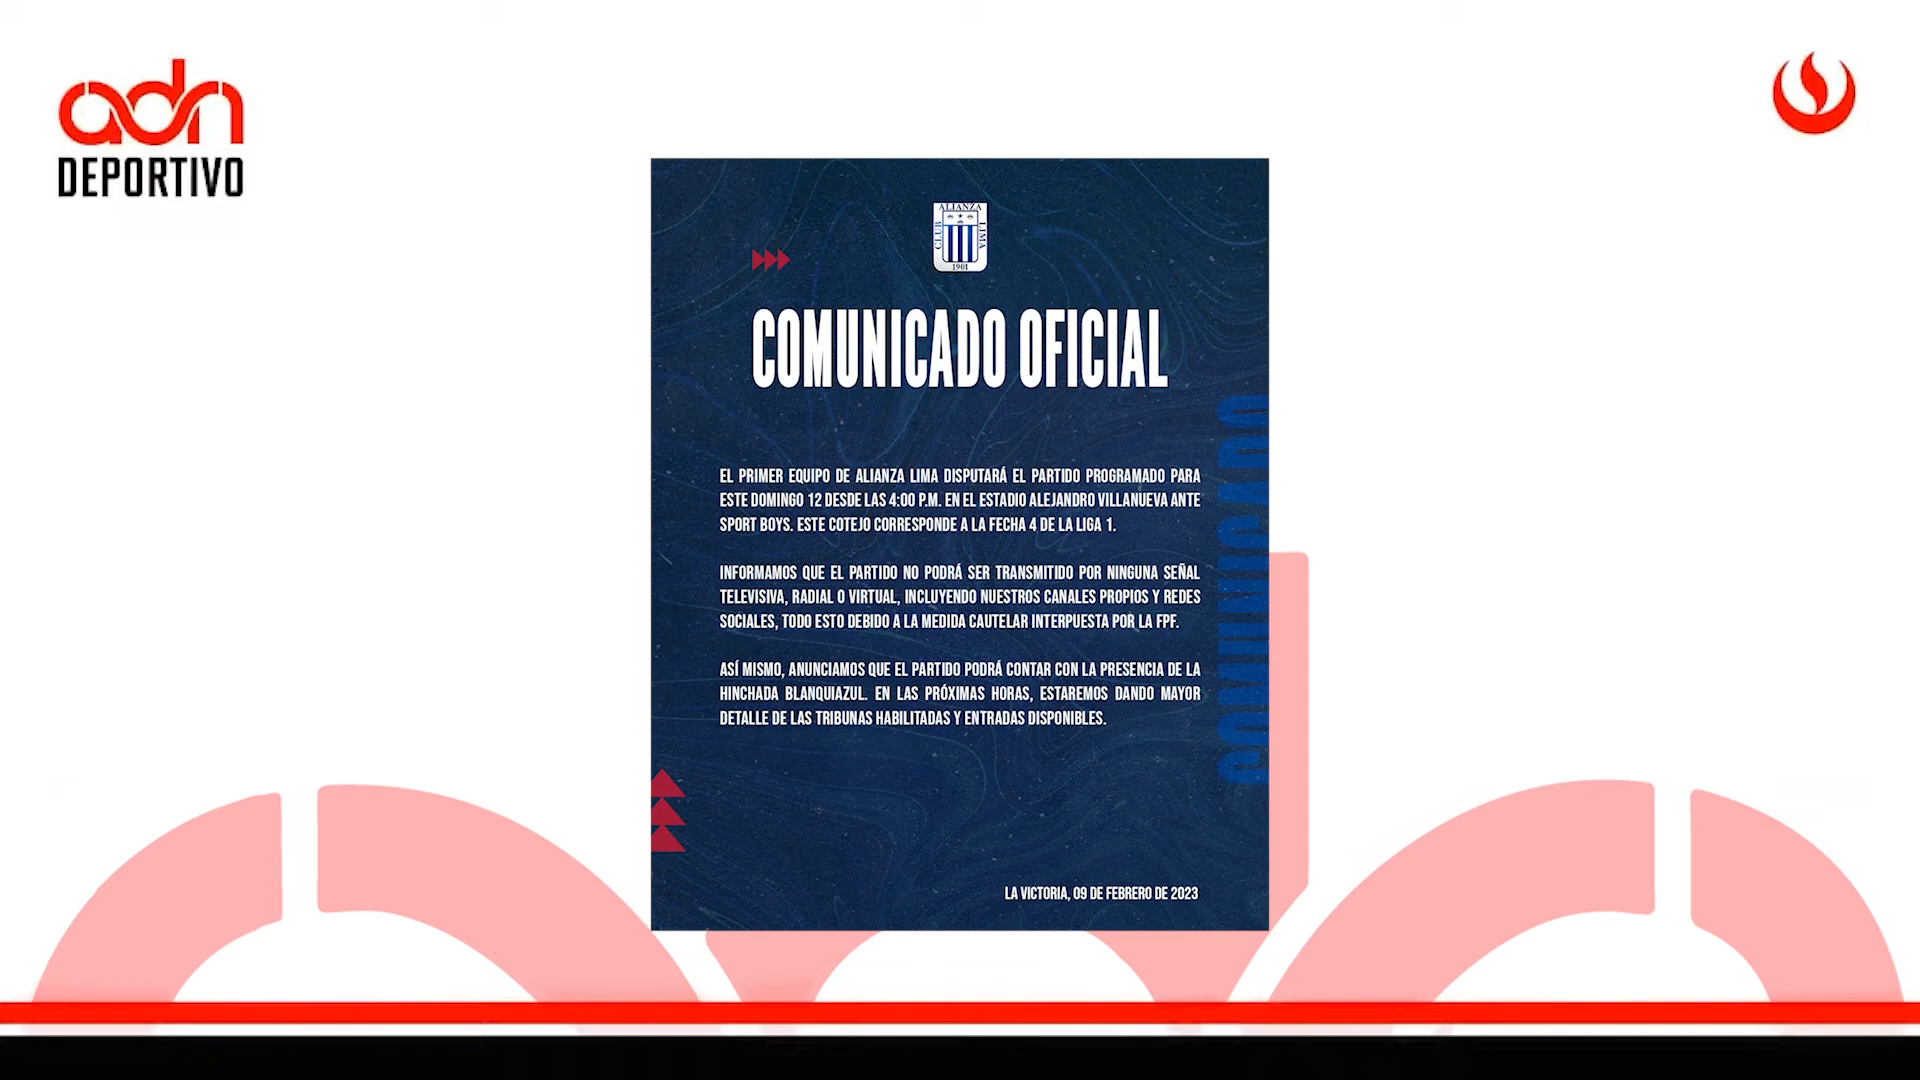 adn
DEPORTIVO
ALIANZA
CLUB
LIMA
1901
COMUNICADO OFICIAL
EL PRIMER EQUIPO DE ALIANZA LIMA DISPUTARÁ EL PARTIDO PROGRAMADO PARA
ESTE DOMINGO 12 DESDE LAS 4:00 P.M. EN EL ESTADIO ALEJANDRO VILLANUEVA ANTE
SPORT BOYS. ESTE COTEJO CORRESPONDE A LA FECHA 4 DE LA LIGA 1.
INFORMAMOS QUE EL PARTIDO NO PODRÁ SER TRANSMITIDO POR NINGUNA SEÑAL
TELEVISIVA, RADIAL O VIRTUAL, INCLUYENDO NUESTROS CANALES PROPIOS Y REDES
SOCIALES, TODO ESTO DEBIDO A LA MEDIDA CAUTELAR INTERPUESTA POR LA FPF.
ASÍ MISMO, ANUNCIAMOS QUE EL PARTIDO PODRÁ CONTAR CON LA PRESENCIA DE LA
HINCHADA BLANQUIAZUL. EN LAS PRÓXIMAS HORAS, ESTAREMOS DANDO MAYOR
DETALLE DE LAS TRIBUNAS HABILITADAS Y ENTRADAS DISPONIBLES.
COMUNICADO
LA VICTORIA, 09 DE FEBRERO DE 2023